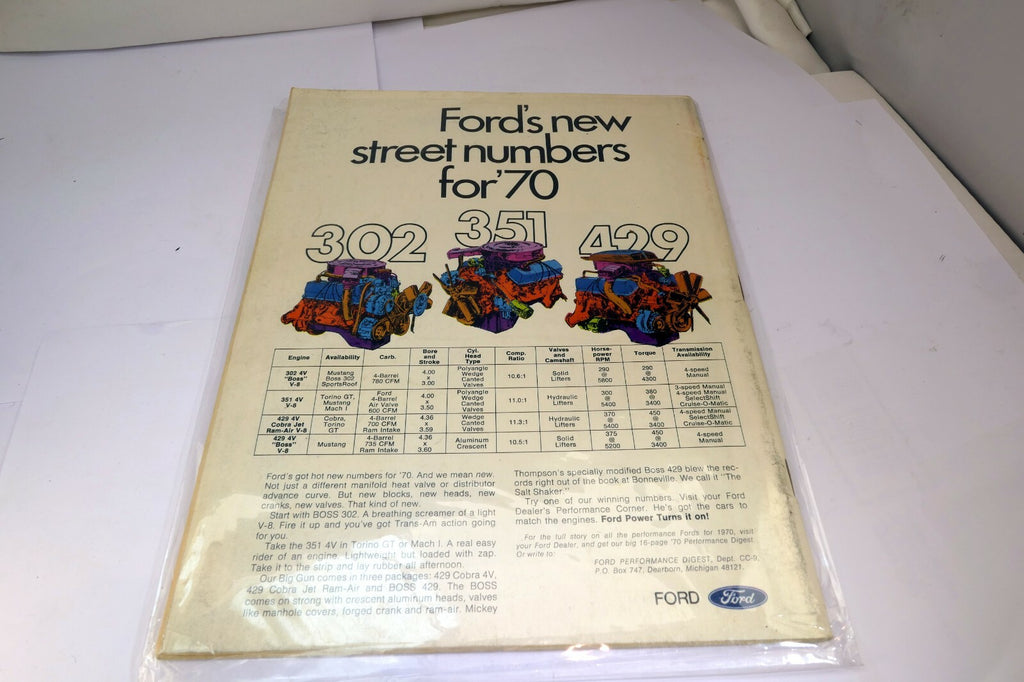 Ford's new
street numbers
for '70
302 351 429
Engine Availability Carb. Bore and Stroke Cyl. Head Type Comp. Ratio Valves and Camshaft Horse-power RPM Torque Transmission Availability
302 4V "Boss" V-8 Mustang Boss 302 SportsRoof 4-Barrel 780 CFM 4.00 x 3.00 Polyangle Wedge Canted Valves 10.6:1 Solid Lifters 290 @ 5800 290 @ 4300 4-speed Manual
351 4V V-8 Torino GT, Mustang Mach I Ford 4-Barrel Air Valve 600 CFM 4.00 x 3.50 Polyangle Wedge Canted Valves 11.0:1 Hydraulic Lifters 300 @ 5400 380 @ 3400 3-speed Manual 4-speed Manual SelectShift Cruise-O-Matic
429 4V Cobra Jet Ram-Air V-8 Cobra, Torino GT 4-Barrel 700 CFM Ram Intake 4.36 x 3.59 Wedge Canted Valves 11.3:1 Hydraulic Lifters 370 @ 5400 450 @ 3400 4-speed Manual SelectShift Cruise-O-Matic
429 4V "Boss" V-8 Mustang 4-Barrel 735 CFM Ram Intake 4.36 x 3.60 Aluminum Crescent 10.5:1 Solid Lifters 375 @ 5200 450 @ 3400 4-speed Manual
Ford's got hot new numbers for '70. And we mean new.
Not just a different manifold heat valve or distributor
advance curve. But new blocks, new heads, new
cranks, new valves. That kind of new.
Start with BOSS 302. A breathing screamer of a light
V-8. Fire it up and you've got Trans-Am action going
for you.
Take the 351 4V in Torino GT or Mach I. A real easy
rider of an engine. Lightweight but loaded with zap.
Take it to the strip and lay rubber all afternoon.
Our Big Gun comes in three packages: 429 Cobra 4V,
429 Cobra Jet Ram-Air and BOSS 429. The BOSS
comes on strong with crescent aluminum heads, valves
like manhole covers, forged crank and ram-air. Mickey
Thompson's specially modified Boss 429 blew the rec-
ords right out of the book at Bonneville. We call it "The
Salt Shaker."
Try one of our winning numbers. Visit your Ford
Dealer's Performance Corner. He's got the cars to
match the engines. Ford Power Turns it on!
For the full story on all the performance Fords for 1970, visit
your Ford Dealer, and get our big 16-page '70 Performance Digest.
Or write to:
FORD PERFORMANCE DIGEST, Dept. CC-9,
P.O. Box 747, Dearborn, Michigan 48121.
FORD Ford